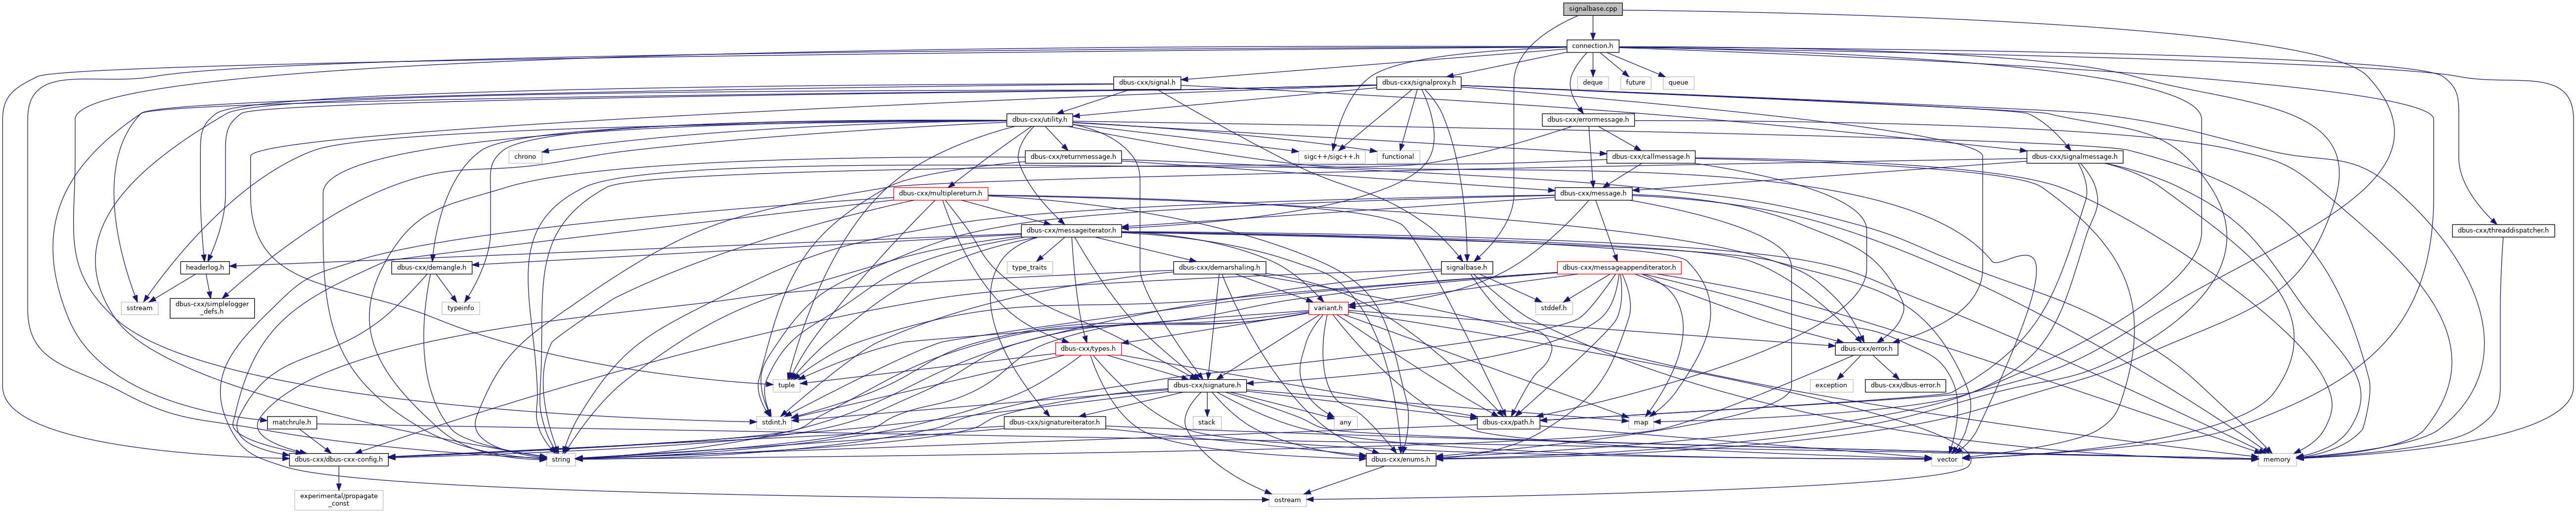 signalbase.cpp
connection.h
dbus-cxx/signal.h
dbus-cxx/signalproxy.h
deque
future
queue
dbus-cxx/utility.h
dbus-cxx/errormessage.h
chrono
dbus-cxx/returnmessage.h
sigc++/sigc++.h
functional
dbus-cxx/callmessage.h
dbus-cxx/signalmessage.h
dbus-cxx/multiplereturn.h
dbus-cxx/message.h
dbus-cxx/messageiterator.h
dbus-cxx/threaddispatcher.h
headerlog.h
dbus-cxx/demangle.h
type_traits
dbus-cxx/demarshaling.h
signalbase.h
dbus-cxx/messageappenditerator.h
sstream
dbus-cxx/simplelogger
_defs.h
typeinfo
variant.h
stddef.h
dbus-cxx/types.h
dbus-cxx/error.h
tuple
dbus-cxx/signature.h
exception
dbus-cxx/dbus-error.h
matchrule.h
stdint.h
dbus-cxx/signatureiterator.h
stack
any
dbus-cxx/path.h
map
dbus-cxx/dbus-cxx-config.h
string
dbus-cxx/enums.h
vector
memory
experimental/propagate
_const
ostream